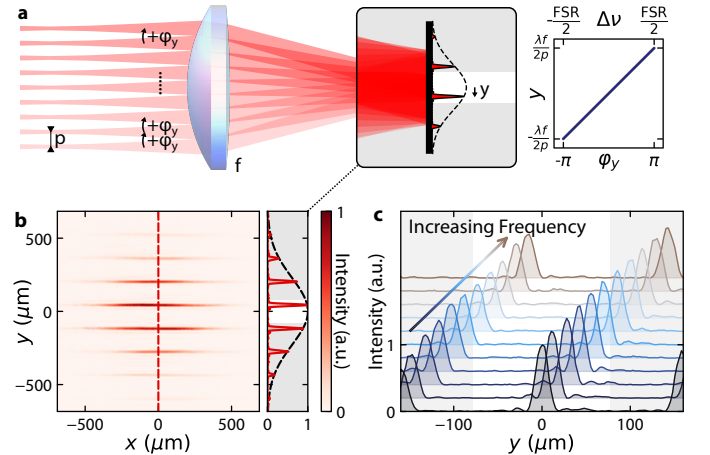 a
+φy
p
+φy
+φy
f
y
-FSR/2 Δν FSR/2
λf/2p
y
-λf/2p
-π φy π
b
500
0
−500
y (μm)
−500 0 500
x (μm)
0 1
1
Intensity (a.u.)
0
c
Increasing Frequency
Intensity (a.u.)
1
0
−100 0 100
y (μm)